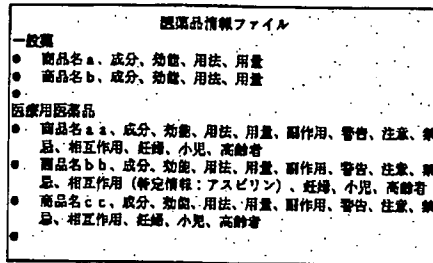 医薬品情報ファイル
一般薬
● 商品名a、成分、効能、用法、用量
● 商品名b、成分、効能、用法、用量
●
医療用医薬品
● 商品名aa、成分、効能、用法、用量、副作用、警告、注意、禁
忌、相互作用、妊婦、小児、高齢者
● 商品名bb、成分、効能、用法、用量、副作用、警告、注意、禁
忌、相互作用（特定情報：アスピリン）、妊婦、小児、高齢者
● 商品名cc、成分、効能、用法、用量、副作用、警告、注意、禁
忌、相互作用、妊婦、小児、高齢者
●